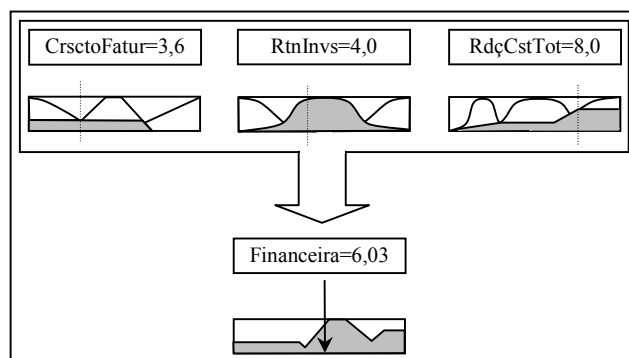 CrsctoFatur=3,6
RtnInvs=4,0
RdçCstTot=8,0
Financeira=6,03